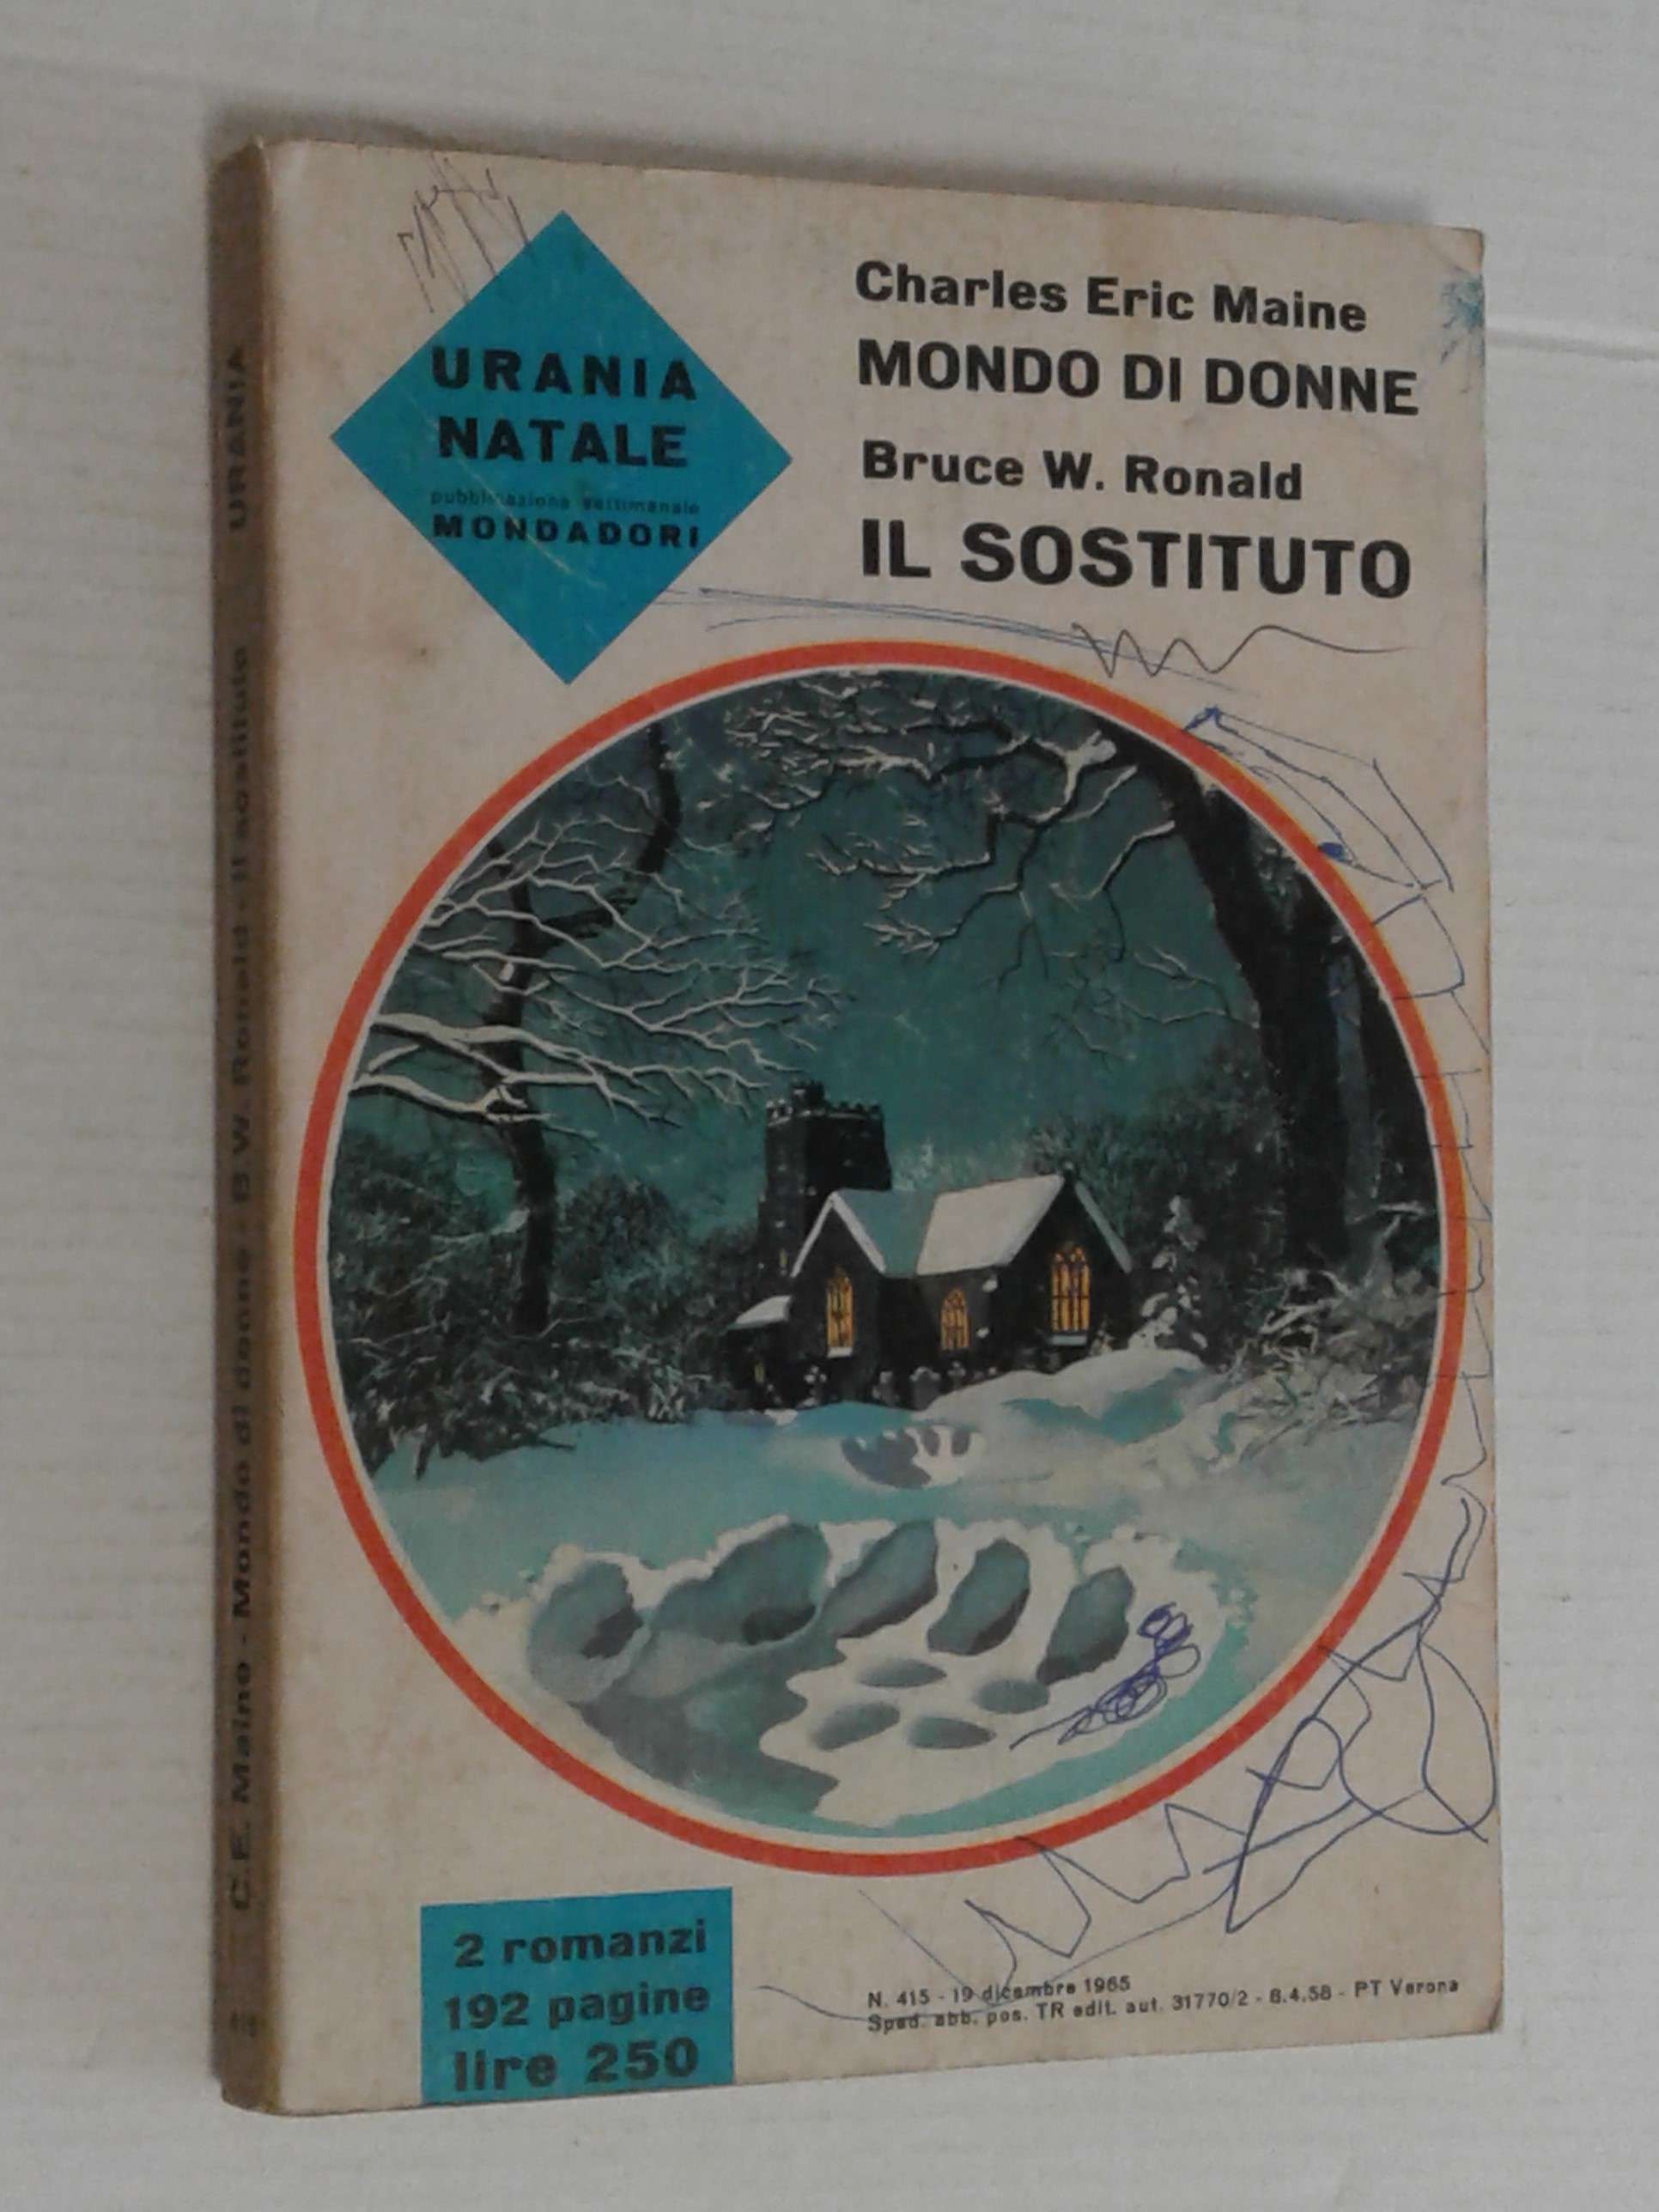 URANIA
NATALE
pubblicazione settimanale
MONDADORI
Charles Eric Maine
MONDO DI DONNE
Bruce W. Ronald
IL SOSTITUTO
2 romanzi
192 pagine
lire 250
N. 415 - 19 dicembre 1965
Sped. abb. pos. TR edit. aut. 31770/2 - 8.4.58 - PT Verona
C.E. Maine - Mondo di donne - B.W. Ronald - Il sostituto URANIA